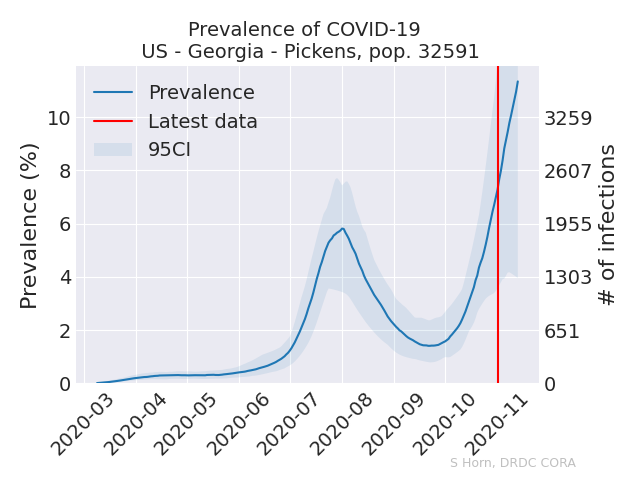 Prevalence of COVID-19
US - Georgia - Pickens, pop. 32591
Prevalence
Latest data
95CI
Prevalence (%)
10
8
6
4
2
0
3259
2607
1955
1303
651
0
# of infections
2020-03
2020-04
2020-05
2020-06
2020-07
2020-08
2020-09
2020-10
2020-11
S Horn, DRDC CORA